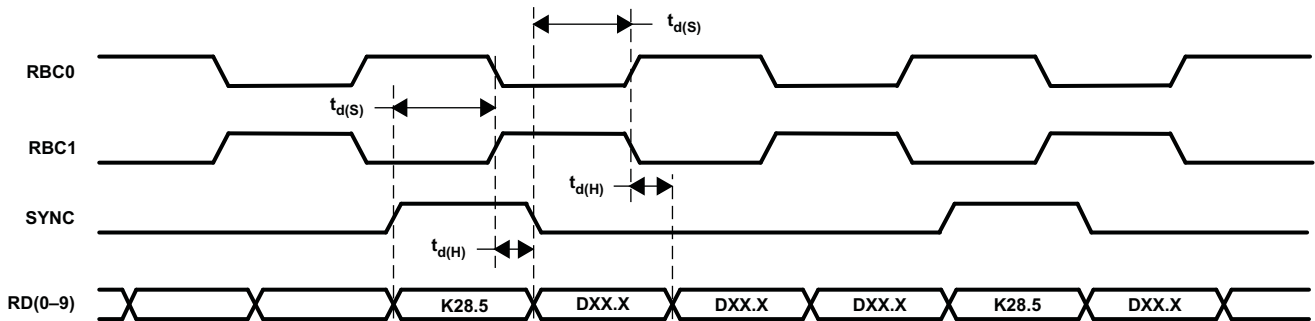 t_d(S)
RBC0
t_d(S)
RBC1
t_d(H)
SYNC
t_d(H)
RD(0–9) K28.5 DXX.X DXX.X DXX.X K28.5 DXX.X